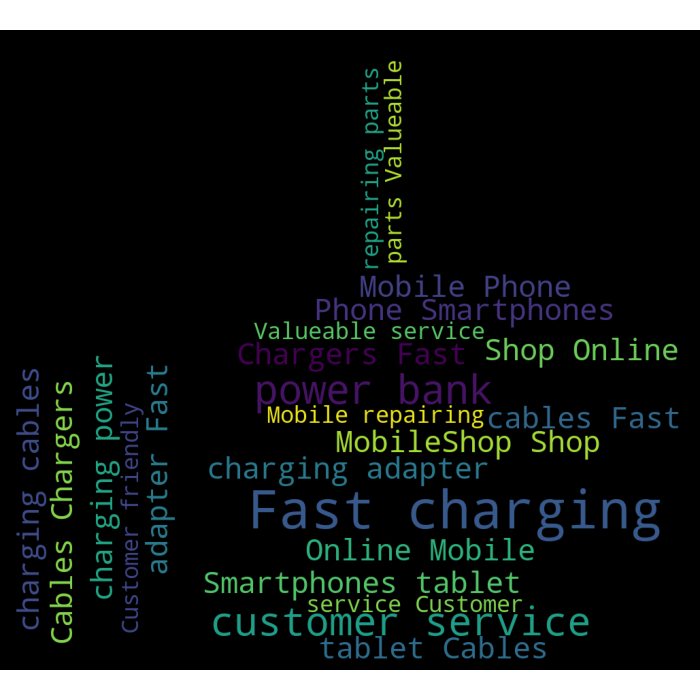 repairing parts
parts Valueable
Mobile Phone
Phone Smartphones
Valueable service
Chargers Fast
Shop Online
power bank
Mobile repairing
cables Fast
MobileShop Shop
charging adapter
Fast charging
Online Mobile
Smartphones tablet
service Customer
customer service
tablet Cables
charging cables
Cables Chargers
charging power
Customer friendly
adapter Fast